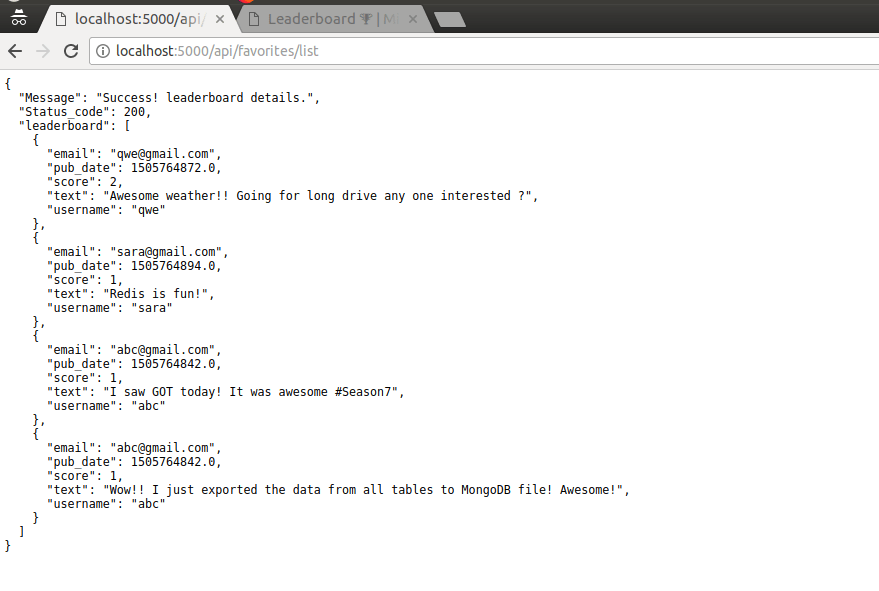 localhost:5000/api/
Leaderboard 🏆 | M
localhost:5000/api/favorites/list
{
  "Message": "Success! leaderboard details.",
  "Status_code": 200,
  "leaderboard": [
    {
      "email": "qwe@gmail.com",
      "pub_date": 1505764872.0,
      "score": 2,
      "text": "Awesome weather!! Going for long drive any one interested ?",
      "username": "qwe"
    },
    {
      "email": "sara@gmail.com",
      "pub_date": 1505764894.0,
      "score": 1,
      "text": "Redis is fun!",
      "username": "sara"
    },
    {
      "email": "abc@gmail.com",
      "pub_date": 1505764842.0,
      "score": 1,
      "text": "I saw GOT today! It was awesome #Season7",
      "username": "abc"
    },
    {
      "email": "abc@gmail.com",
      "pub_date": 1505764842.0,
      "score": 1,
      "text": "Wow!! I just exported the data from all tables to MongoDB file! Awesome!",
      "username": "abc"
    }
  ]
}